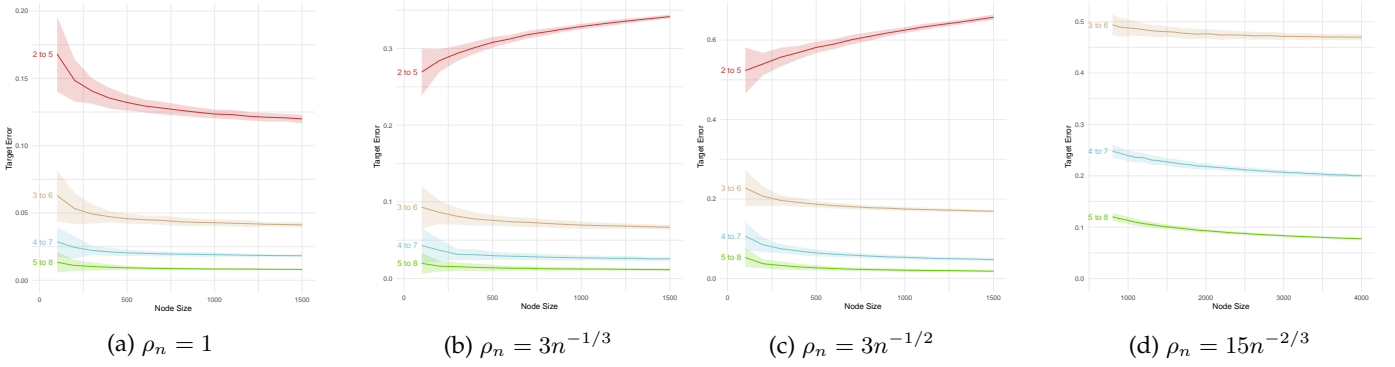 0.20
0.15
0.10
0.05
0.00
Target Error
2 to 5
3 to 6
4 to 7
5 to 8
0
500
1000
1500
Node Size
(a) ρₙ = 1
0.3
0.2
0.1
0.0
Target Error
2 to 5
3 to 6
4 to 7
5 to 8
0
500
1000
1500
Node Size
(b) ρₙ = 3n^{-1/3}
0.6
0.4
0.2
0.0
Target Error
2 to 5
3 to 6
4 to 7
5 to 8
0
500
1000
1500
Node Size
(c) ρₙ = 3n^{-1/2}
0.5
0.4
0.3
0.2
0.1
0.0
Target Error
3 to 6
4 to 7
5 to 8
1000
2000
3000
4000
Node Size
(d) ρₙ = 15n^{-2/3}